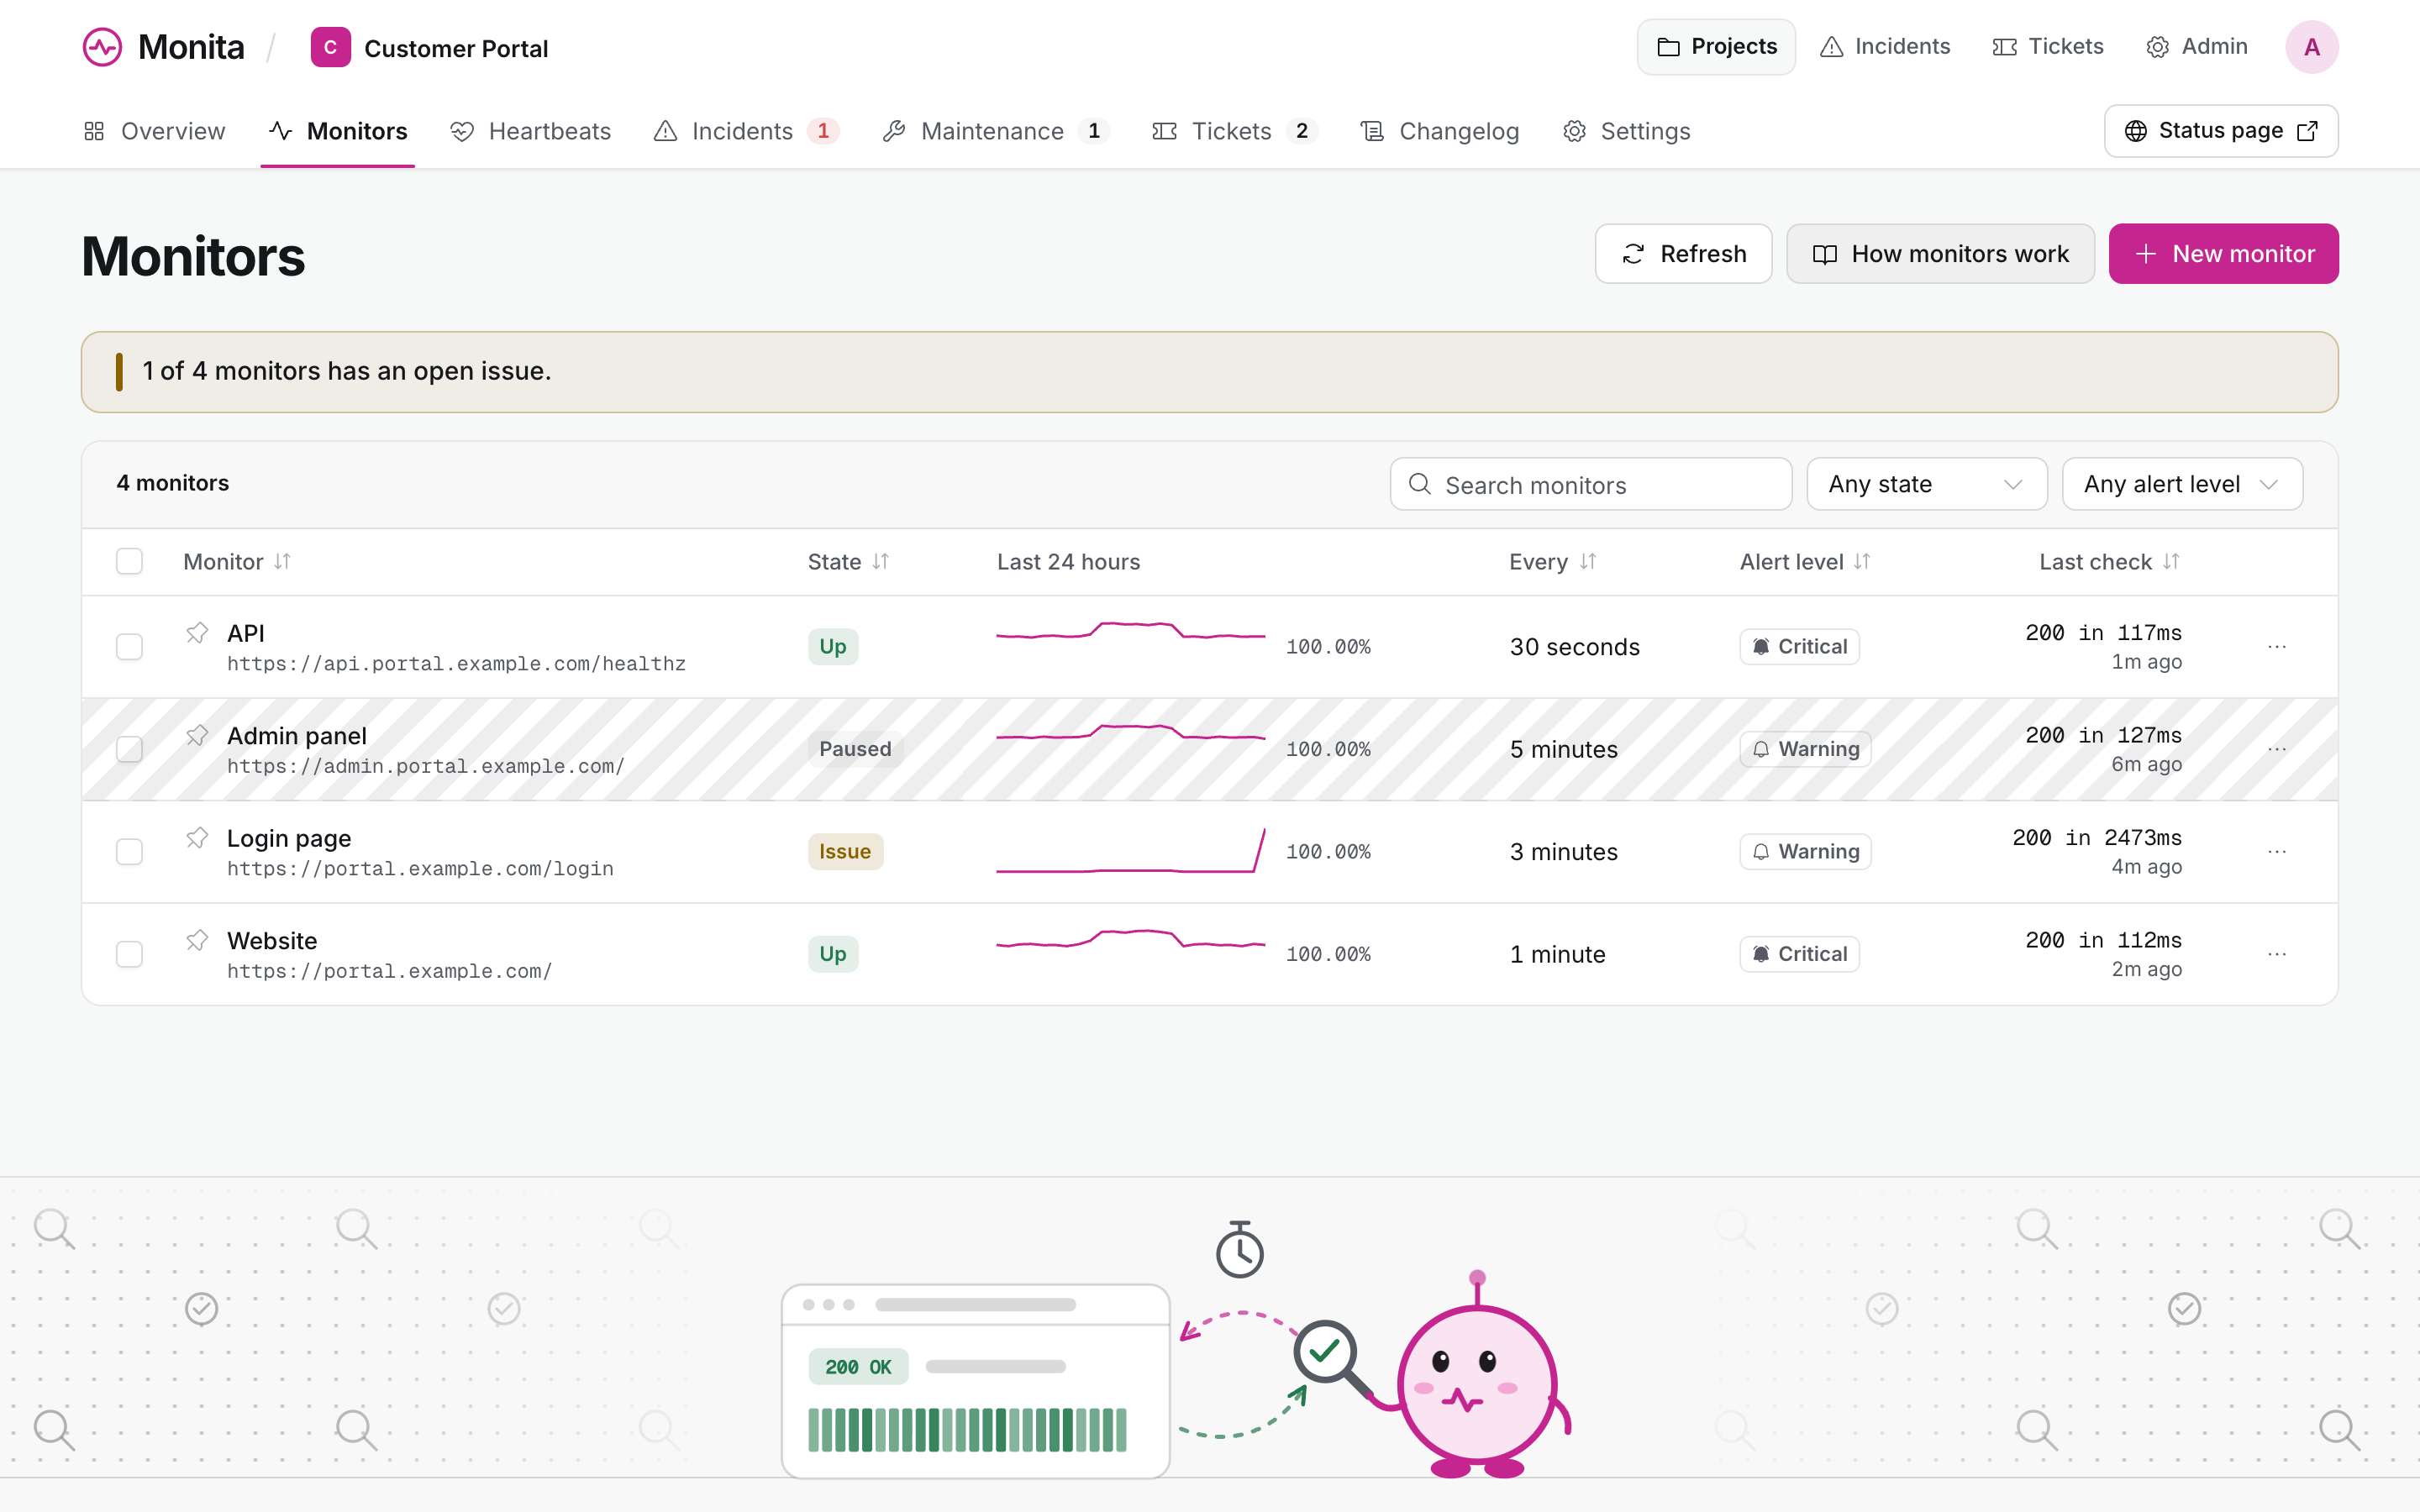 Monita / C Customer Portal Projects Incidents Tickets Admin A
Overview Monitors Heartbeats Incidents 1 Maintenance 1 Tickets 2 Changelog Settings Status page
Monitors Refresh How monitors work + New monitor
1 of 4 monitors has an open issue.
4 monitors Search monitors Any state Any alert level
Monitor State Last 24 hours Every Alert level Last check
API
https://api.portal.example.com/healthz
Up 100.00% 30 seconds Critical
200 in 117ms
1m ago
Admin panel
https://admin.portal.example.com/
Paused 100.00% 5 minutes Warning
200 in 127ms
6m ago
Login page
https://portal.example.com/login
Issue 100.00% 3 minutes Warning
200 in 2473ms
4m ago
Website
https://portal.example.com/
Up 100.00% 1 minute Critical
200 in 112ms
2m ago
200 OK